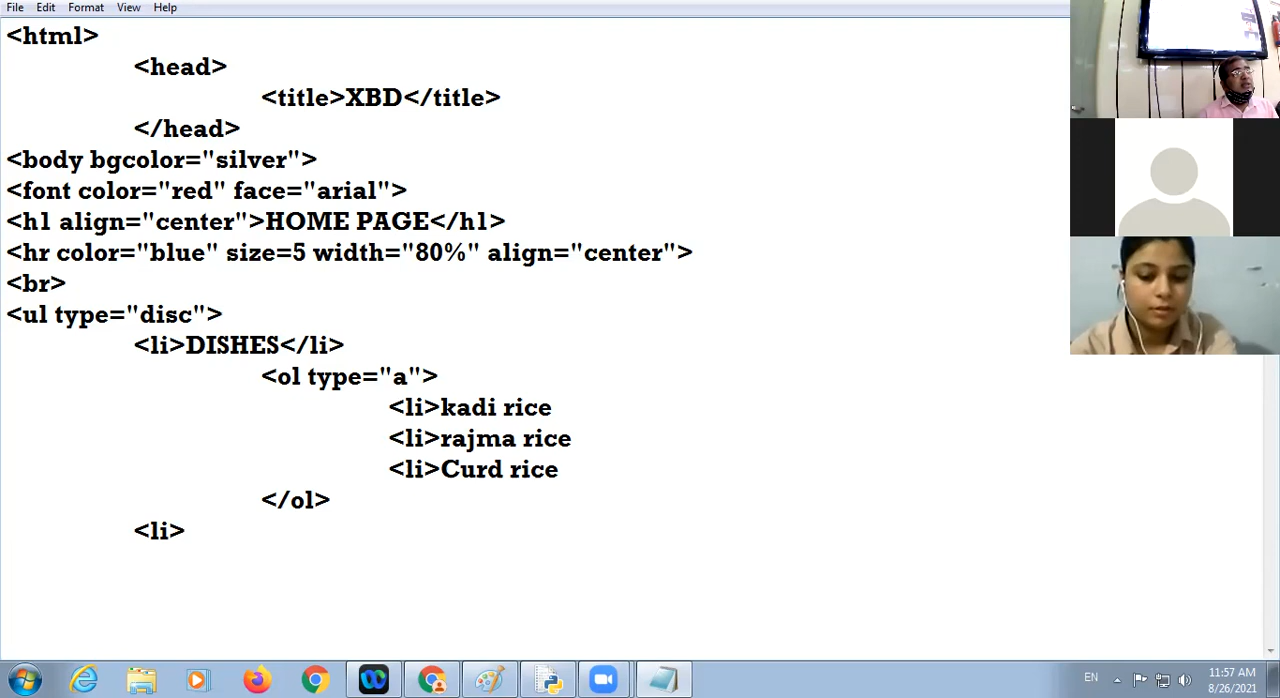 File Edit Format View Help
<html>
<head>
<title>XBD</title>
</head>
<body bgcolor="silver">
<font color="red" face="arial">
<h1 align="center">HOME PAGE</h1>
<hr color="blue" size=5 width="80%" align="center">
<br>
<ul type="disc">
<li>DISHES</li>
<ol type="a">
<li>kadi rice
<li>rajma rice
<li>Curd rice
</ol>
<li>
EN
11:57 AM
8/26/2021